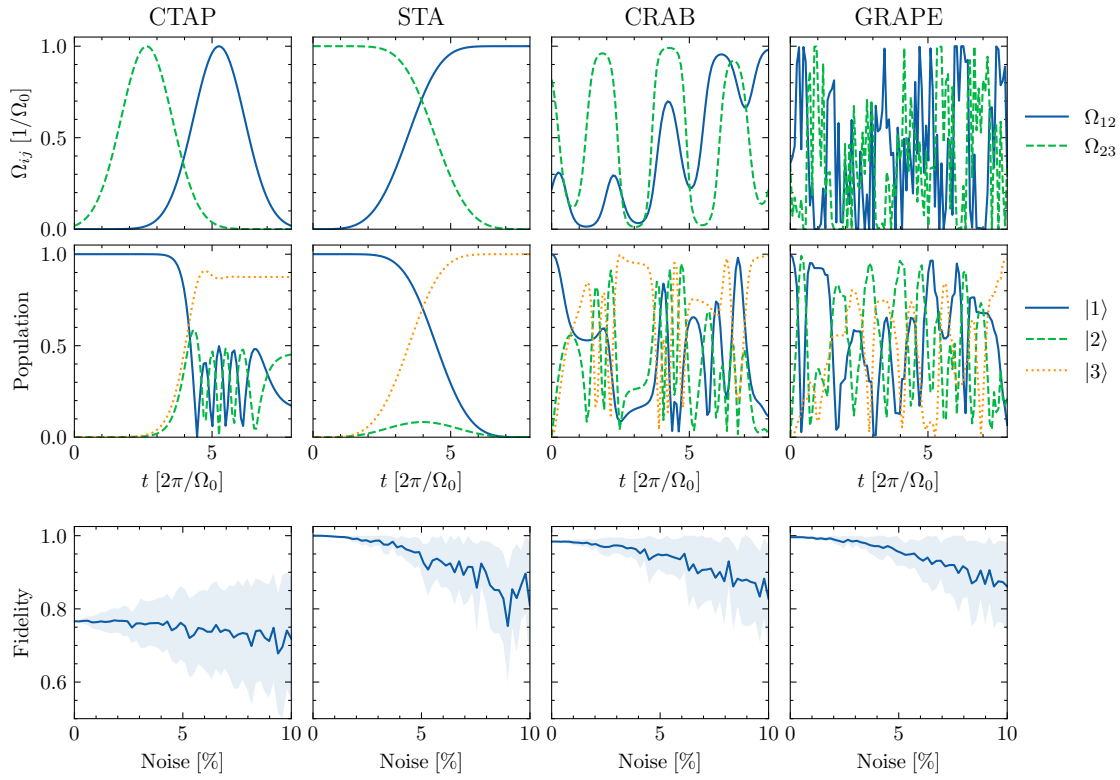 CTAP STA CRAB GRAPE
1.0
0.5
0.0
Ω_ij [1/Ω_0]
Ω_12
Ω_23
1.0
0.5
0.0
Population
|1⟩
|2⟩
|3⟩
0 5 0 5 0 5 0 5
t [2π/Ω_0] t [2π/Ω_0] t [2π/Ω_0] t [2π/Ω_0]
1.0
0.8
0.6
Fidelity
0 5 10 0 5 10 0 5 10 0 5 10
Noise [%] Noise [%] Noise [%] Noise [%]